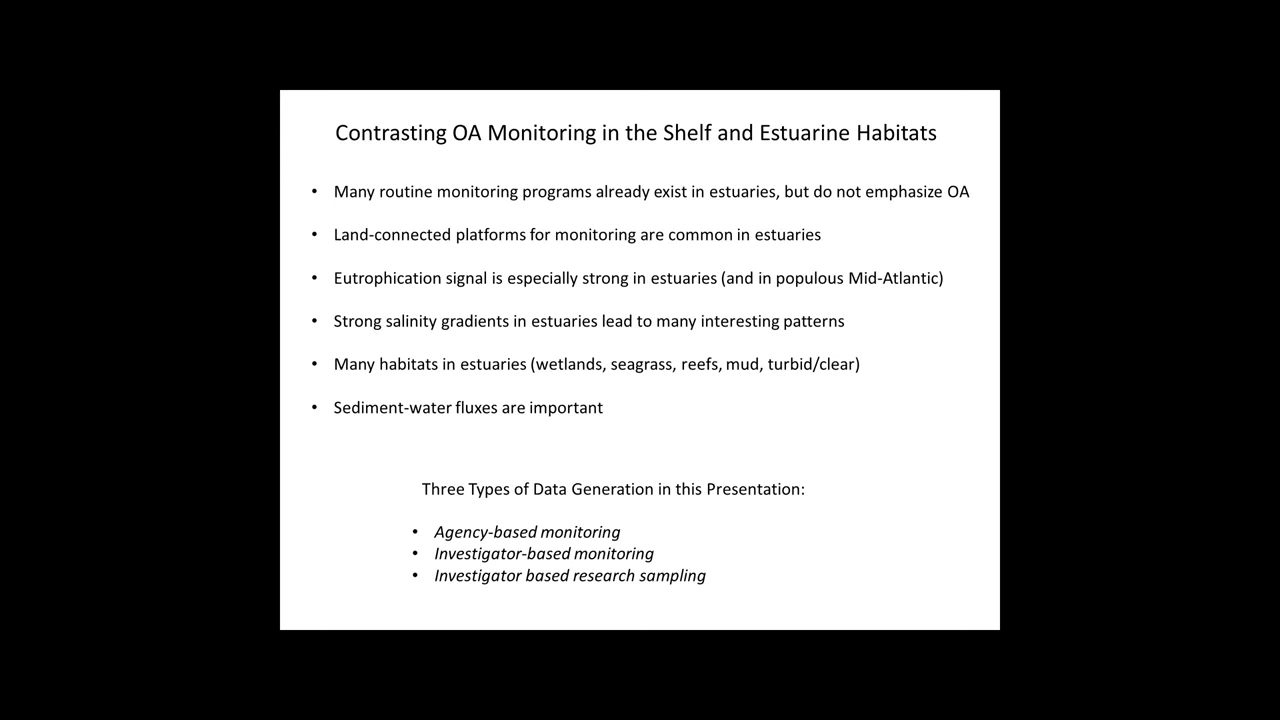 Contrasting OA Monitoring in the Shelf and Estuarine Habitats
• Many routine monitoring programs already exist in estuaries, but do not emphasize OA
• Land-connected platforms for monitoring are common in estuaries
• Eutrophication signal is especially strong in estuaries (and in populous Mid-Atlantic)
• Strong salinity gradients in estuaries lead to many interesting patterns
• Many habitats in estuaries (wetlands, seagrass, reefs, mud, turbid/clear)
• Sediment-water fluxes are important
Three Types of Data Generation in this Presentation:
• Agency-based monitoring
• Investigator-based monitoring
• Investigator based research sampling